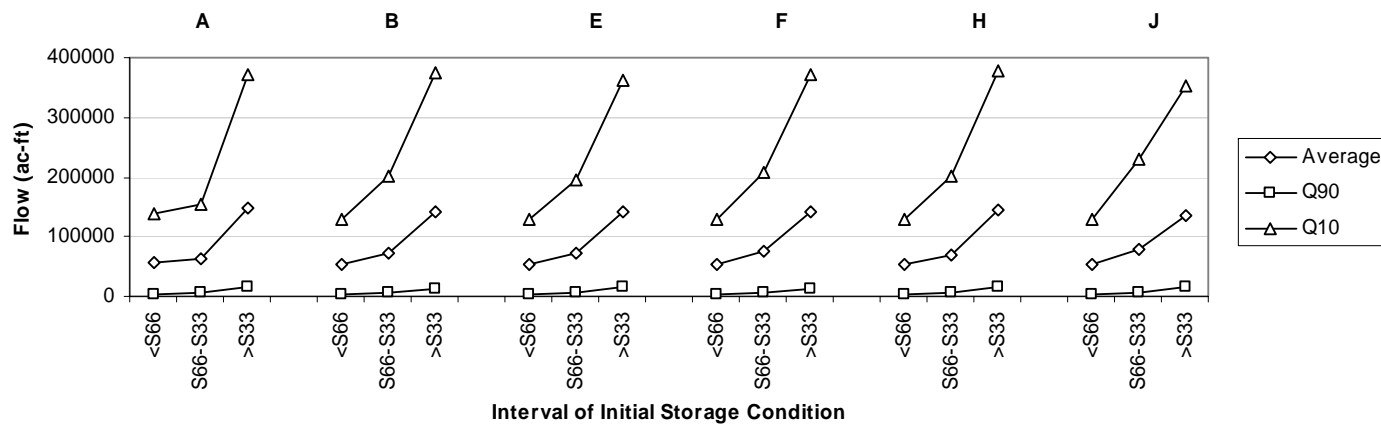 A B E F H J
400000
300000
200000
100000
0
Flow (ac-ft)
<S66 S66-S33 >S33 <S66 S66-S33 >S33 <S66 S66-S33 >S33 <S66 S66-S33 >S33 <S66 S66-S33 >S33 <S66 S66-S33 >S33
Interval of Initial Storage Condition
Average
Q90
Q10